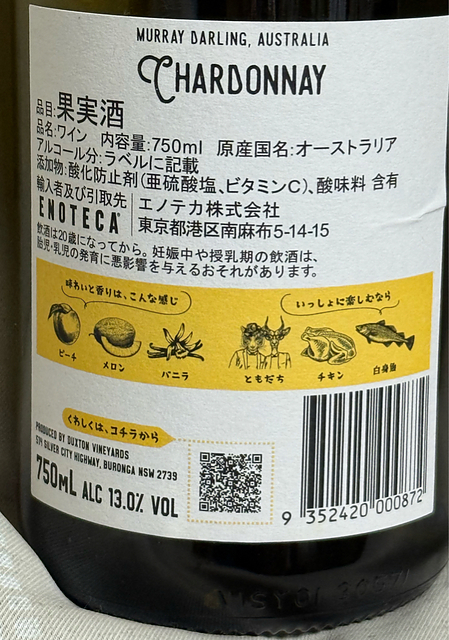 MURRAY DARLING, AUSTRALIA
CHARDONNAY
品目:果実酒
品名:ワイン 内容量:750ml 原産国名:オーストラリア
アルコール分:ラベルに記載
添加物:酸化防止剤(亜硫酸塩、ビタミンC)、酸味料 含有
輸入者及び引取先
ENOTECA
エノテカ株式会社
東京都港区南麻布5-14-15
飲酒は20歳になってから。妊娠中や授乳期の飲酒は、
胎児・乳児の発育に悪影響を与えるおそれがあります。
味わいと香りは、こんな感じ
ピーチ
メロン
バニラ
いっしょに楽しむなら
ともだち
チキン
白身魚
くわしくは、コチラから
PRODUCED BY DUXTON VINEYARDS
574 SILVER CITY HIGHWAY, BURONGA NSW 2739
750mL ALC 13.0% VOL
9 352420 000872